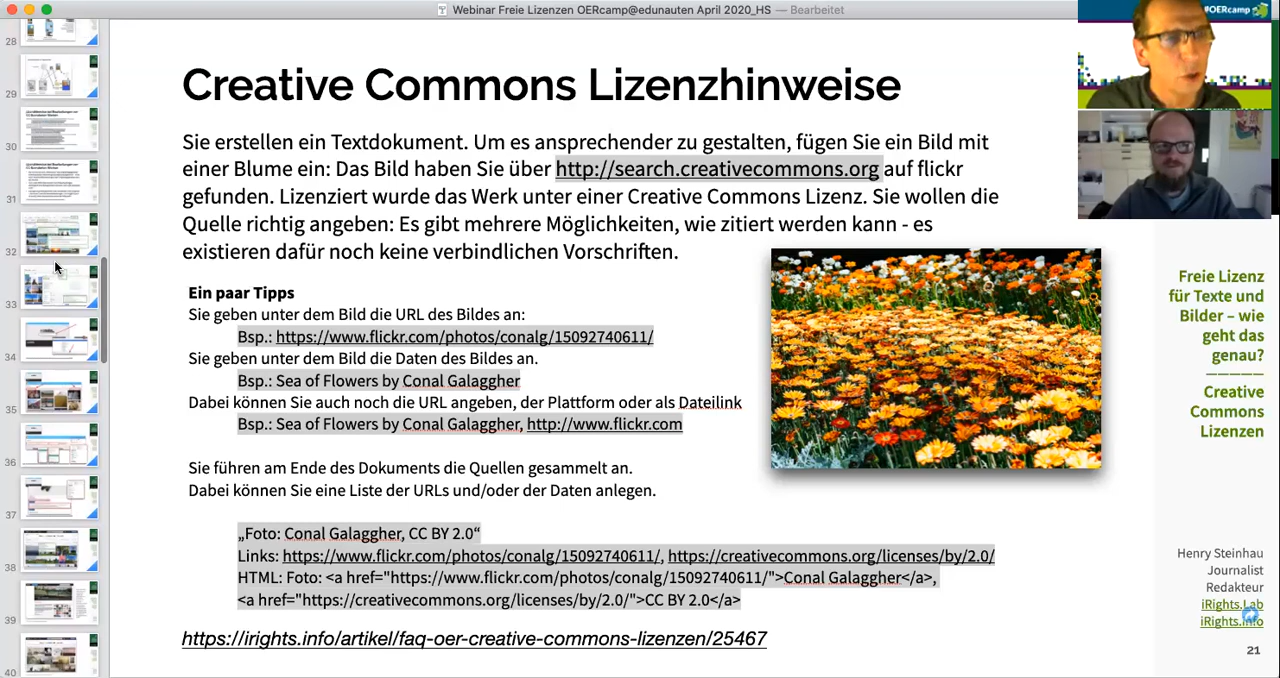 Webinar Freie Lizenzen OERcamp@edunauten April 2020_HS — Bearbeitet
#OERcamp
28
29
30
31
32
33
34
35
36
37
38
39
40
Creative Commons Lizenzhinweise
Sie erstellen ein Textdokument. Um es ansprechender zu gestalten, fügen Sie ein Bild mit
einer Blume ein: Das Bild haben Sie über http://search.creativecommons.org auf flickr
gefunden. Lizenziert wurde das Werk unter einer Creative Commons Lizenz. Sie wollen die
Quelle richtig angeben: Es gibt mehrere Möglichkeiten, wie zitiert werden kann - es
existieren dafür noch keine verbindlichen Vorschriften.
Ein paar Tipps
Sie geben unter dem Bild die URL des Bildes an:
Bsp.: https://www.flickr.com/photos/conalg/15092740611/
Sie geben unter dem Bild die Daten des Bildes an.
Bsp.: Sea of Flowers by Conal Galaggher
Dabei können Sie auch noch die URL angeben, der Plattform oder als Dateilink
Bsp.: Sea of Flowers by Conal Galaggher, http://www.flickr.com
Sie führen am Ende des Dokuments die Quellen gesammelt an.
Dabei können Sie eine Liste der URLs und/oder der Daten anlegen.
„Foto: Conal Galaggher, CC BY 2.0“
Links: https://www.flickr.com/photos/conalg/15092740611/, https://creativecommons.org/licenses/by/2.0/
HTML: Foto: <a href="https://www.flickr.com/photos/conalg/15092740611/">Conal Galaggher</a>,
<a href="https://creativecommons.org/licenses/by/2.0/">CC BY 2.0</a>
https://irights.info/artikel/faq-oer-creative-commons-lizenzen/25467
Freie Lizenz
für Texte und
Bilder – wie
geht das
genau?
—————
Creative
Commons
Lizenzen
Henry Steinhau
Journalist
Redakteur
iRights.Lab
iRights.info
21